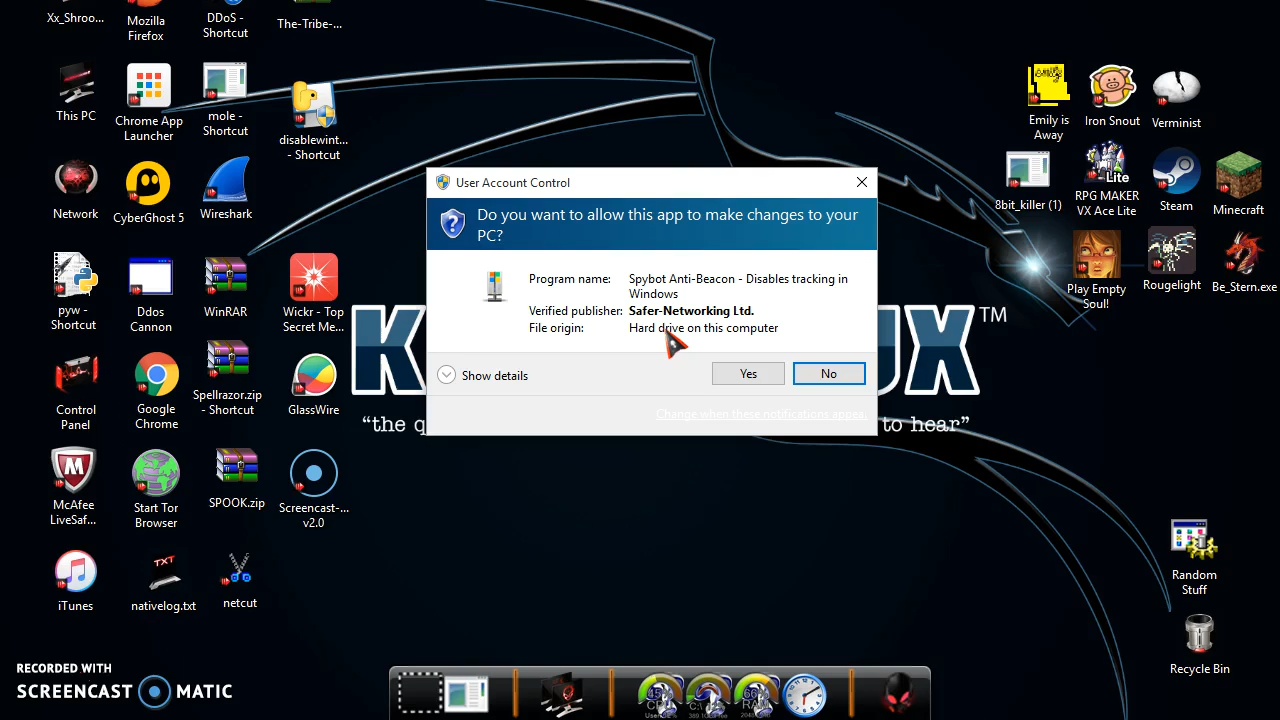 Xx_Shroo...
Mozilla
Firefox
DDoS -
Shortcut
The-Tribe-...
This PC
Chrome App
Launcher
mole -
Shortcut
disablewint...
- Shortcut
Network
CyberGhost 5
Wireshark
pyw -
Shortcut
Ddos
Cannon
WinRAR
Wickr - Top
Secret Me...
Control
Panel
Google
Chrome
Spellrazor.zip
- Shortcut
GlassWire
McAfee
LiveSaf...
Start Tor
Browser
SPOOK.zip
Screencast-...
v2.0
iTunes
TXT
nativelog.txt
netcut
User Account Control
Do you want to allow this app to make changes to your
PC?
Program name: Spybot Anti-Beacon - Disables tracking in
Windows
Verified publisher: Safer-Networking Ltd.
File origin: Hard drive on this computer
Show details
Yes
No
Change when these notifications appea
K
UX
TM
“the q
to hear”
Emily is
Away
Iron Snout
Verminist
8bit_killer (1)
Lite
RPG MAKER
VX Ace Lite
Steam
Minecraft
Play Empty
Soul!
Rougelight
Be_Stern.exe
Random
Stuff
Recycle Bin
RECORDED WITH
SCREENCAST MATIC
CPU
RAM